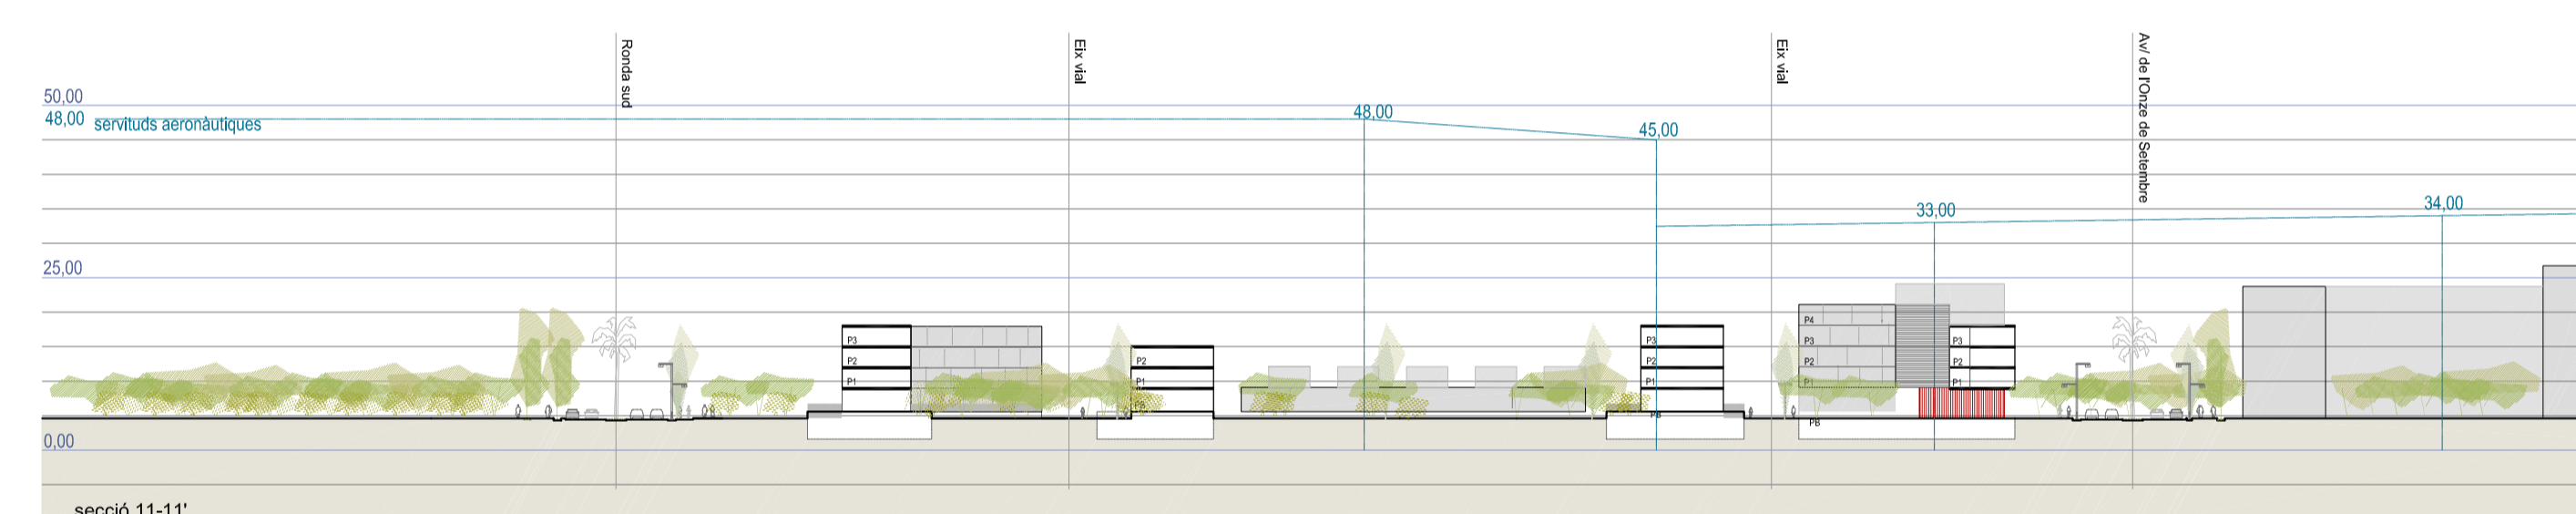 Ronda sud
Eix vial
Eix vial
Av/ de l'Onze de Setembre
50,00
48,00 servituds aeronàutiques
48,00
45,00
33,00
34,00
25,00
P3
P2
P1
P2
P1
PB
P3
P2
P1
PB
P4
P3
P2
P1
PB
P3
P2
P1
0,00
secció 11-11'